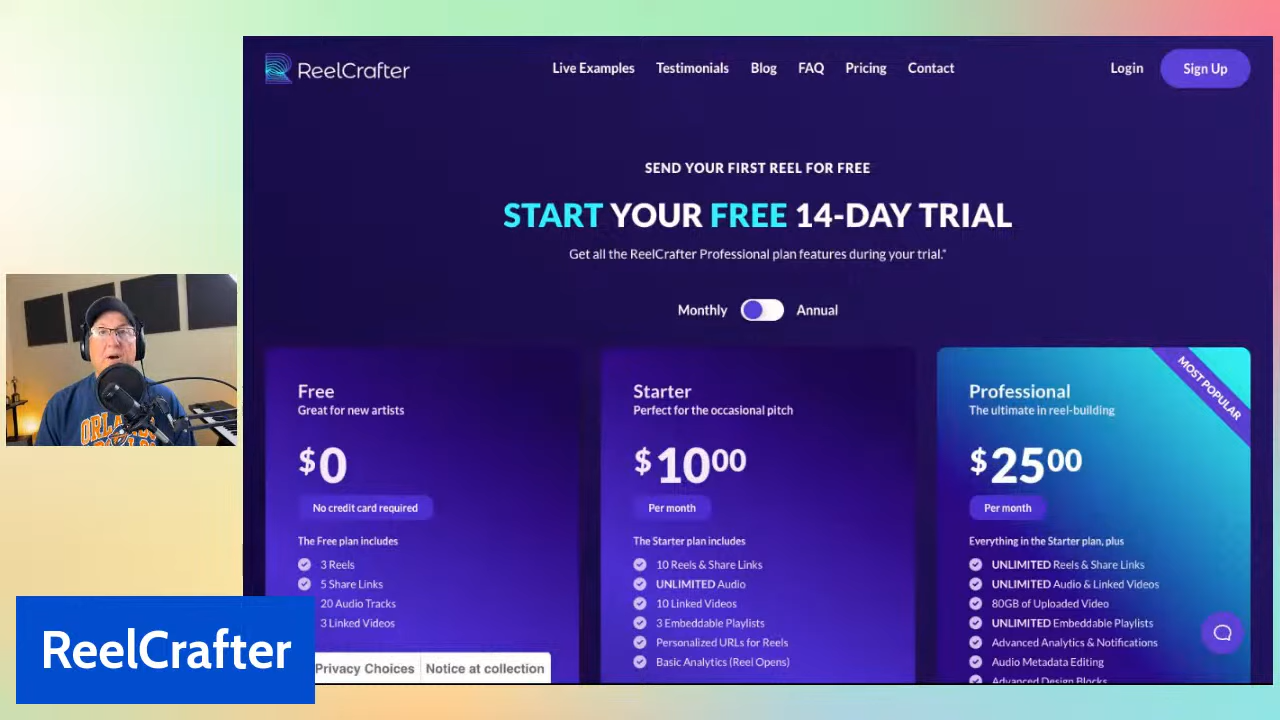 ReelCrafter
Live Examples Testimonials Blog FAQ Pricing Contact
Login Sign Up
SEND YOUR FIRST REEL FOR FREE
START YOUR FREE 14-DAY TRIAL
Get all the ReelCrafter Professional plan features during your trial.*
Monthly Annual
Free
Great for new artists
$0
No credit card required
The Free plan includes
3 Reels
5 Share Links
20 Audio Tracks
3 Linked Videos
Starter
Perfect for the occasional pitch
$10 00
Per month
The Starter plan includes
10 Reels & Share Links
UNLIMITED Audio
10 Linked Videos
3 Embeddable Playlists
Personalized URLs for Reels
Basic Analytics (Reel Opens)
MOST POPULAR
Professional
The ultimate in reel-building
$25 00
Per month
Everything in the Starter plan, plus
UNLIMITED Reels & Share Links
UNLIMITED Audio & Linked Videos
80GB of Uploaded Video
UNLIMITED Embeddable Playlists
Advanced Analytics & Notifications
Audio Metadata Editing
Advanced Design Blocks
Privacy Choices Notice at collection
ReelCrafter